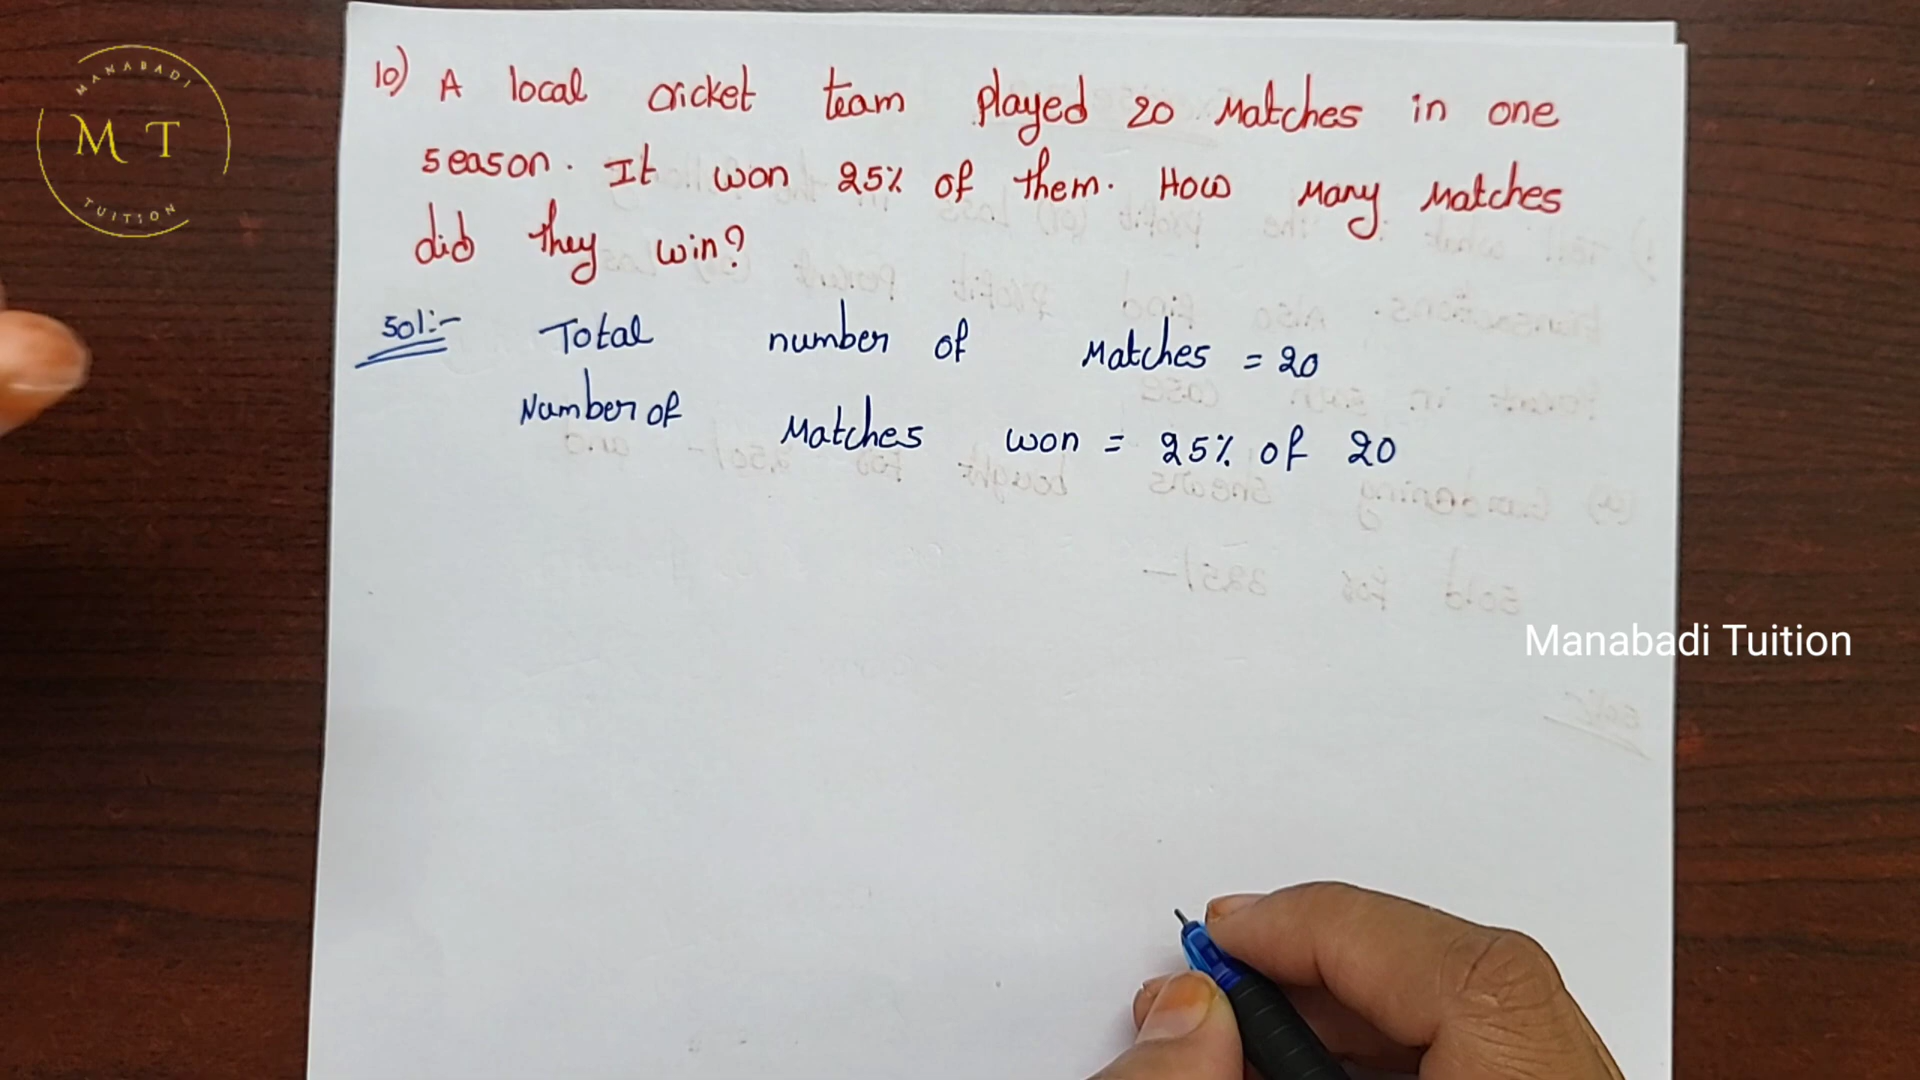 MANABADI
M T
TUITION
10) A local cricket team played 20 Matches in one
season. It won 25% of them. How Many Matches
did they win?
Sol:- Total number of Matches = 20
Number of Matches won = 25% of 20
Manabadi Tuition